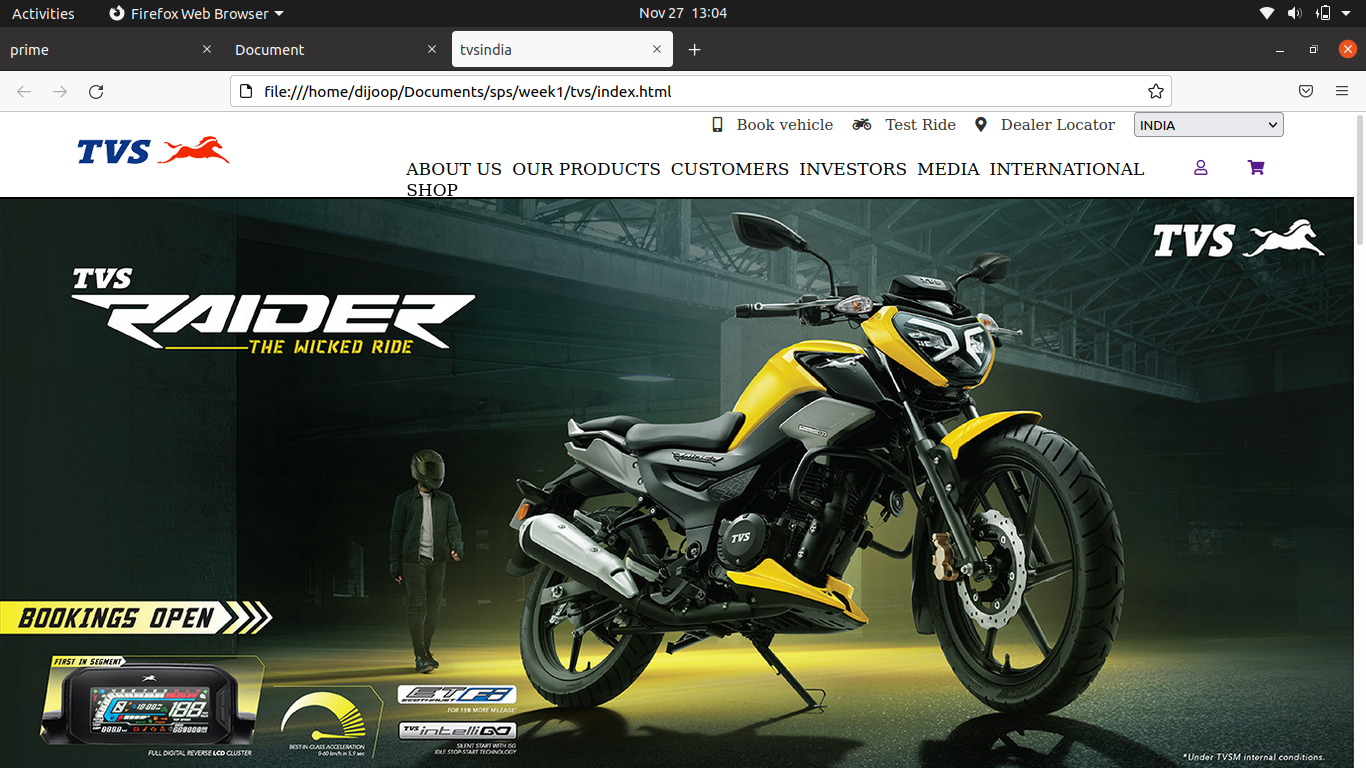 Activities Firefox Web Browser Nov 27 13:04
prime Document tvsindia
file:///home/dijoop/Documents/sps/week1/tvs/index.html
Book vehicle Test Ride Dealer Locator INDIA
TVS
ABOUT US OUR PRODUCTS CUSTOMERS INVESTORS MEDIA INTERNATIONAL
SHOP
TVS
TVS
RAIDER
THE WICKED RIDE
RAIDER
TVS
BOOKINGS OPEN
FIRST IN SEGMENT
FULL DIGITAL REVERSE LCD CLUSTER
BEST IN CLASS ACCELERATION
0-60 km/h in 5.9 sec
ETFi
ECOTHRUST
FOR 15% MORE MILEAGE*
TVS intelliGO
SILENT START WITH ISG
IDLE STOP-START TECHNOLOGY
*Under TVSM internal conditions.